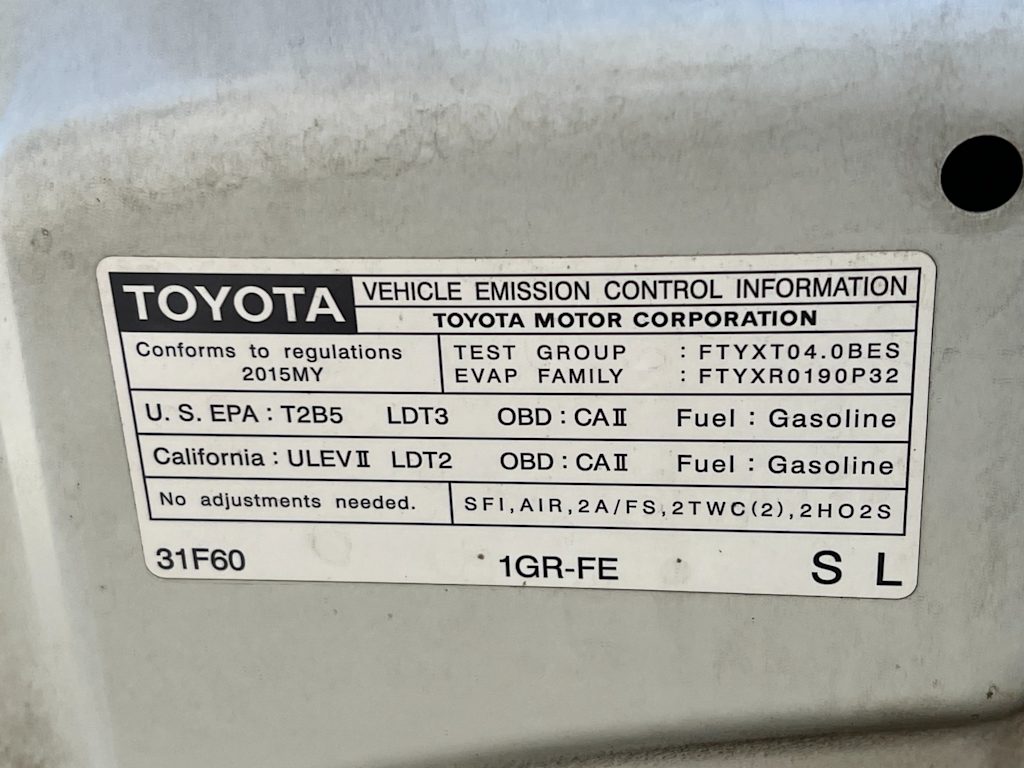 TOYOTA VEHICLE EMISSION CONTROL INFORMATION
TOYOTA MOTOR CORPORATION
Conforms to regulations
2015MY
TEST GROUP : FTYXT04.0BES
EVAP FAMILY : FTYXR0190P32
U. S. EPA : T2B5 LDT3 OBD : CAⅡ Fuel : Gasoline
California : ULEVⅡ LDT2 OBD : CAⅡ Fuel : Gasoline
No adjustments needed. SFI,AIR,2A/FS,2TWC(2),2HO2S
31F60 1GR-FE S L